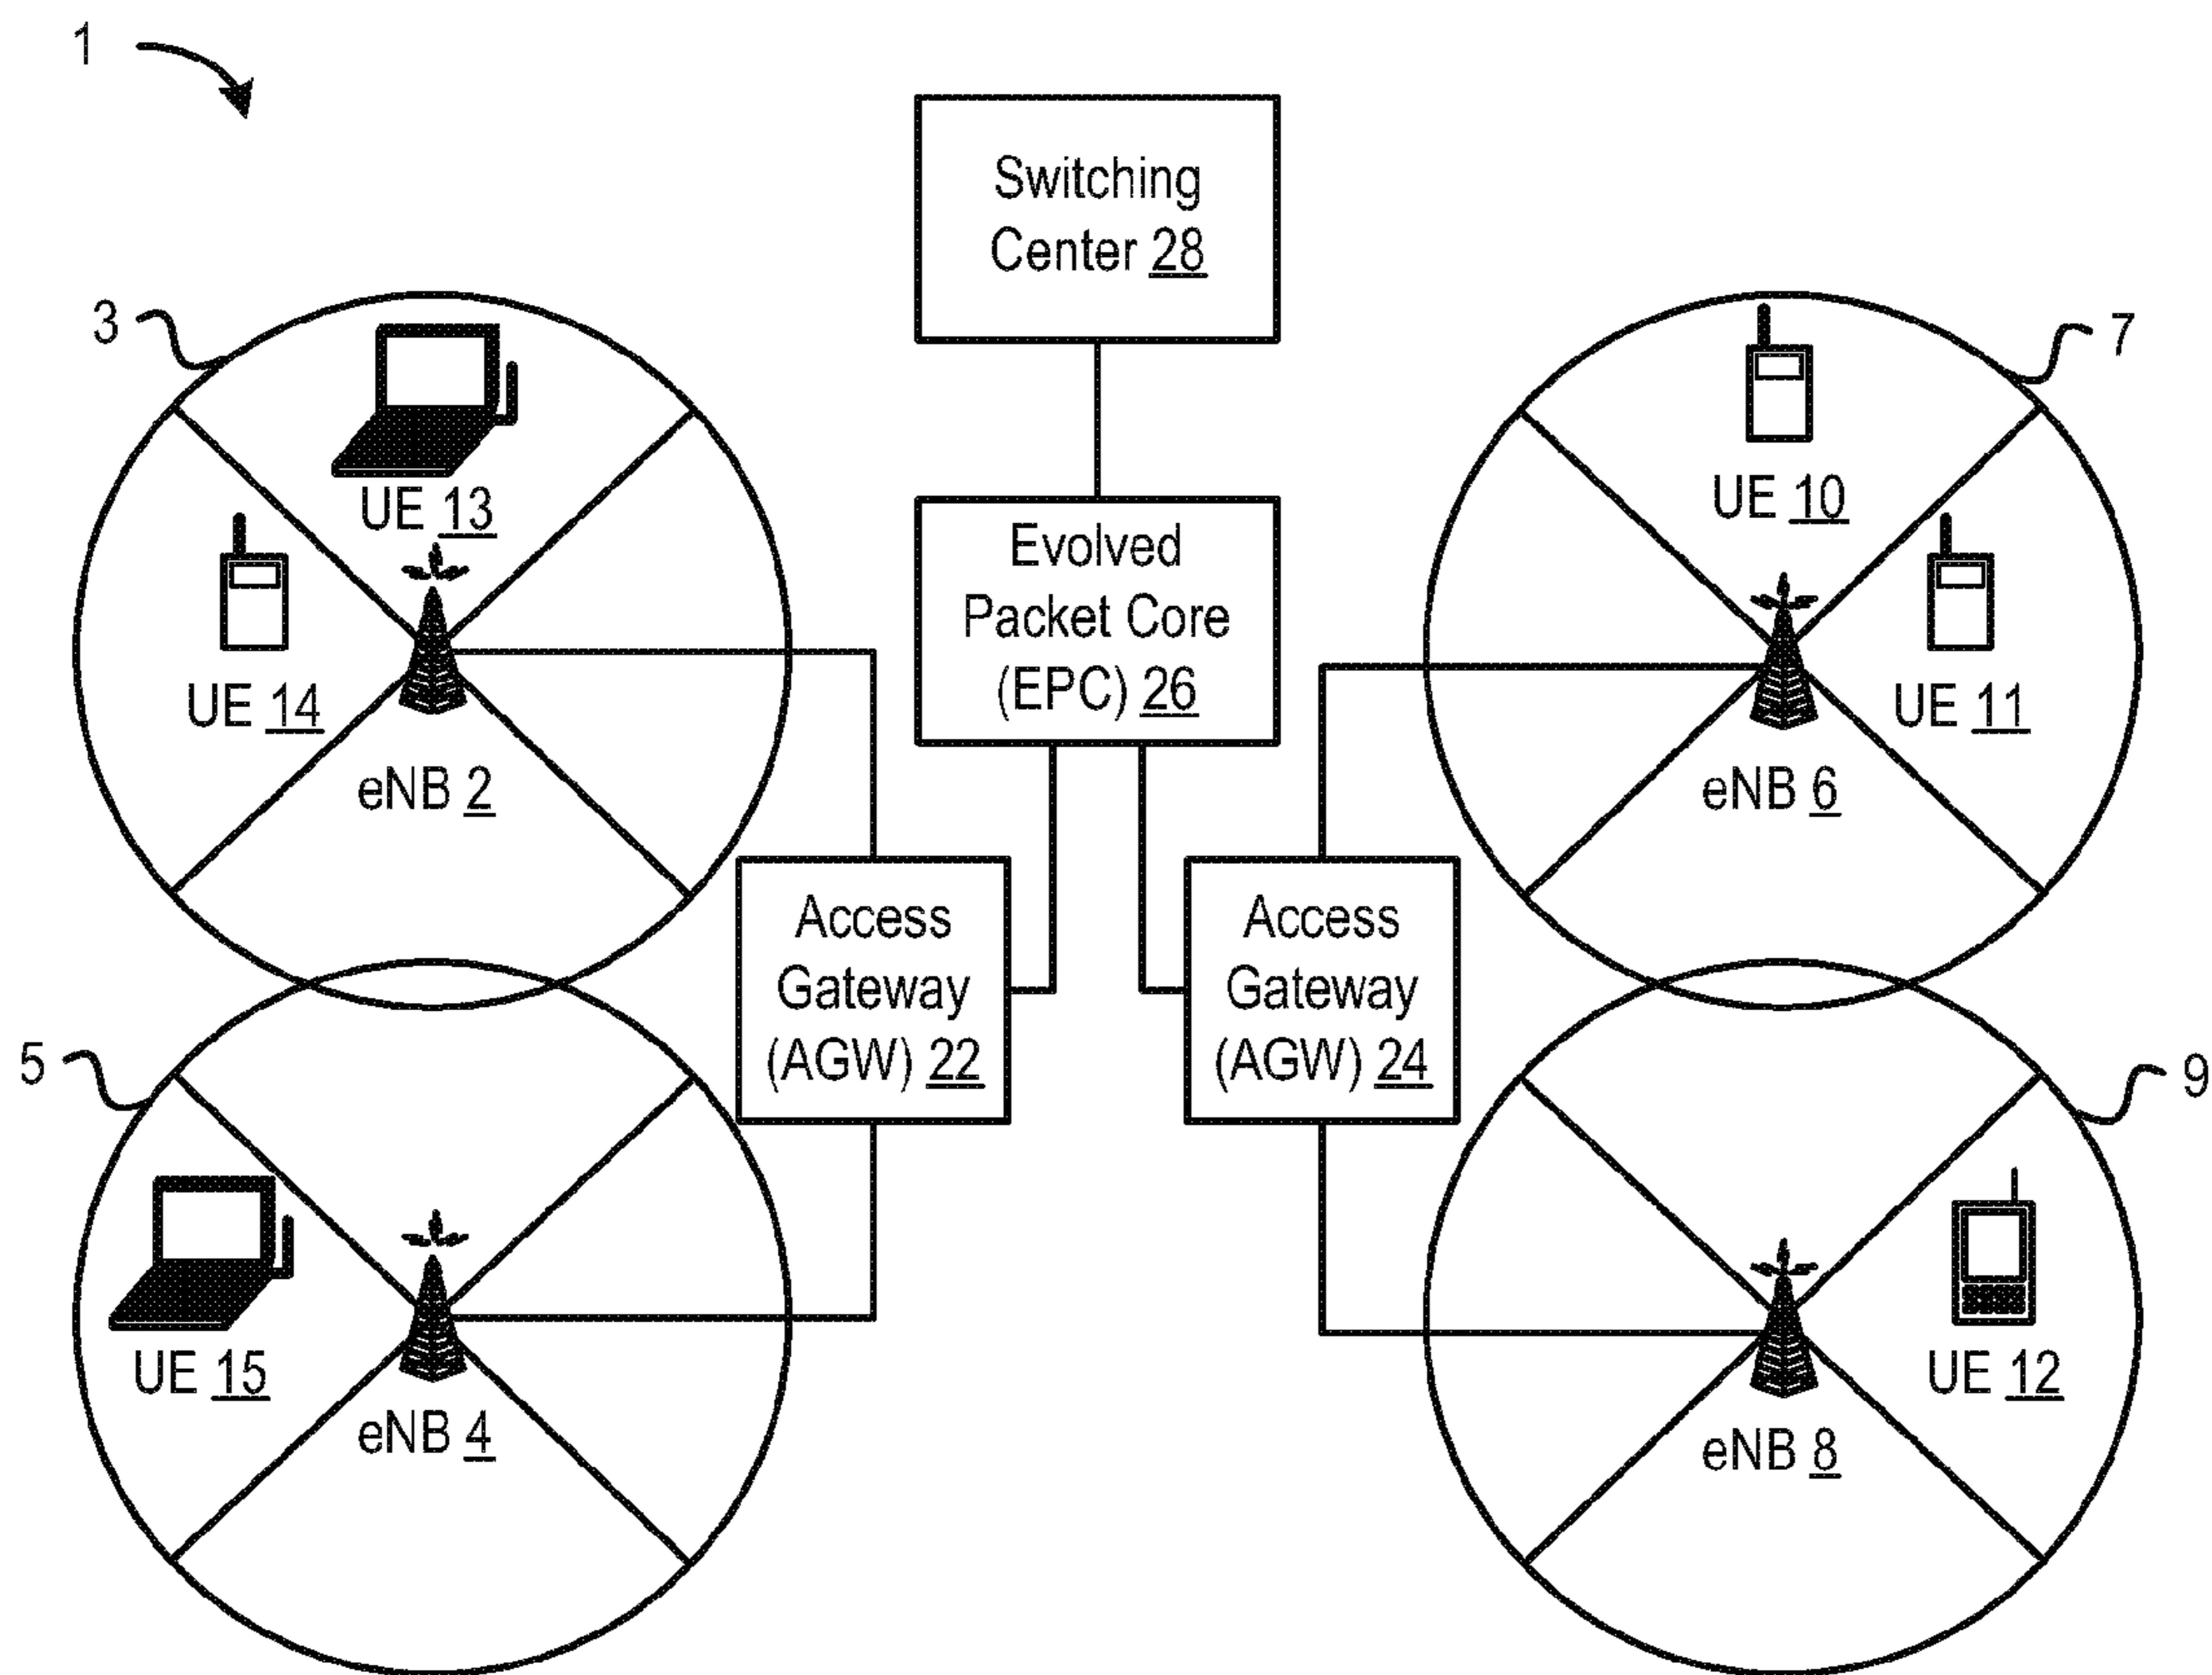 1
Switching
Center 28
3
7
UE 13
UE 10
Evolved
Packet Core
(EPC) 26
UE 14
UE 11
eNB 2
eNB 6
Access
Gateway
(AGW) 22
Access
Gateway
(AGW) 24
5
9
UE 15
UE 12
eNB 4
eNB 8